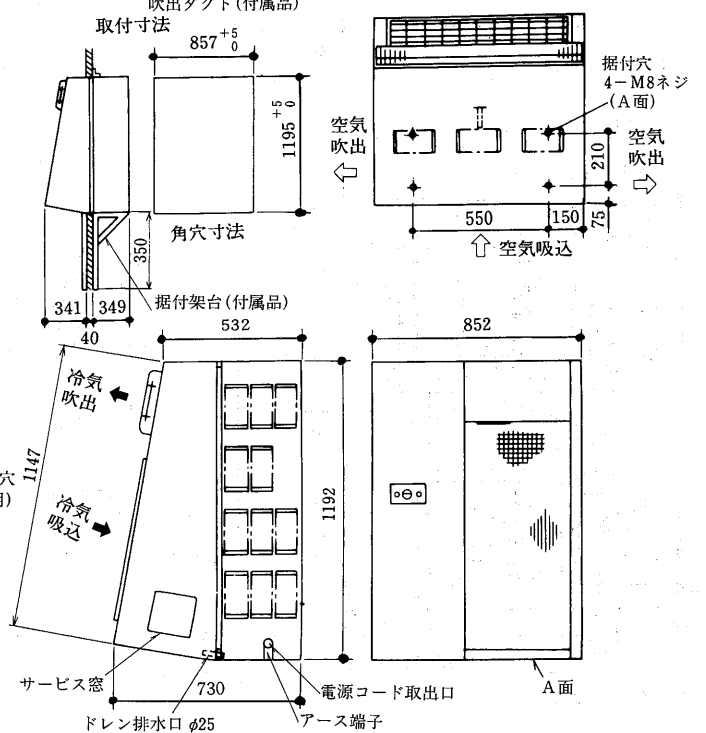 吹出ダクト(付属品)
取付寸法
857 +5 0
1195 +5 0
角穴寸法
350
据付架台(付属品)
341
349
40
据付穴
4-M8ネジ
(A面)
空気
吹出
空気
吹出
210
550
150
75
空気吸込
532
852
冷気
吹出
1147
穴
冷気
吸込
1192
サービス窓
730
電源コード取出口
A面
ドレン排水口 φ25
アース端子